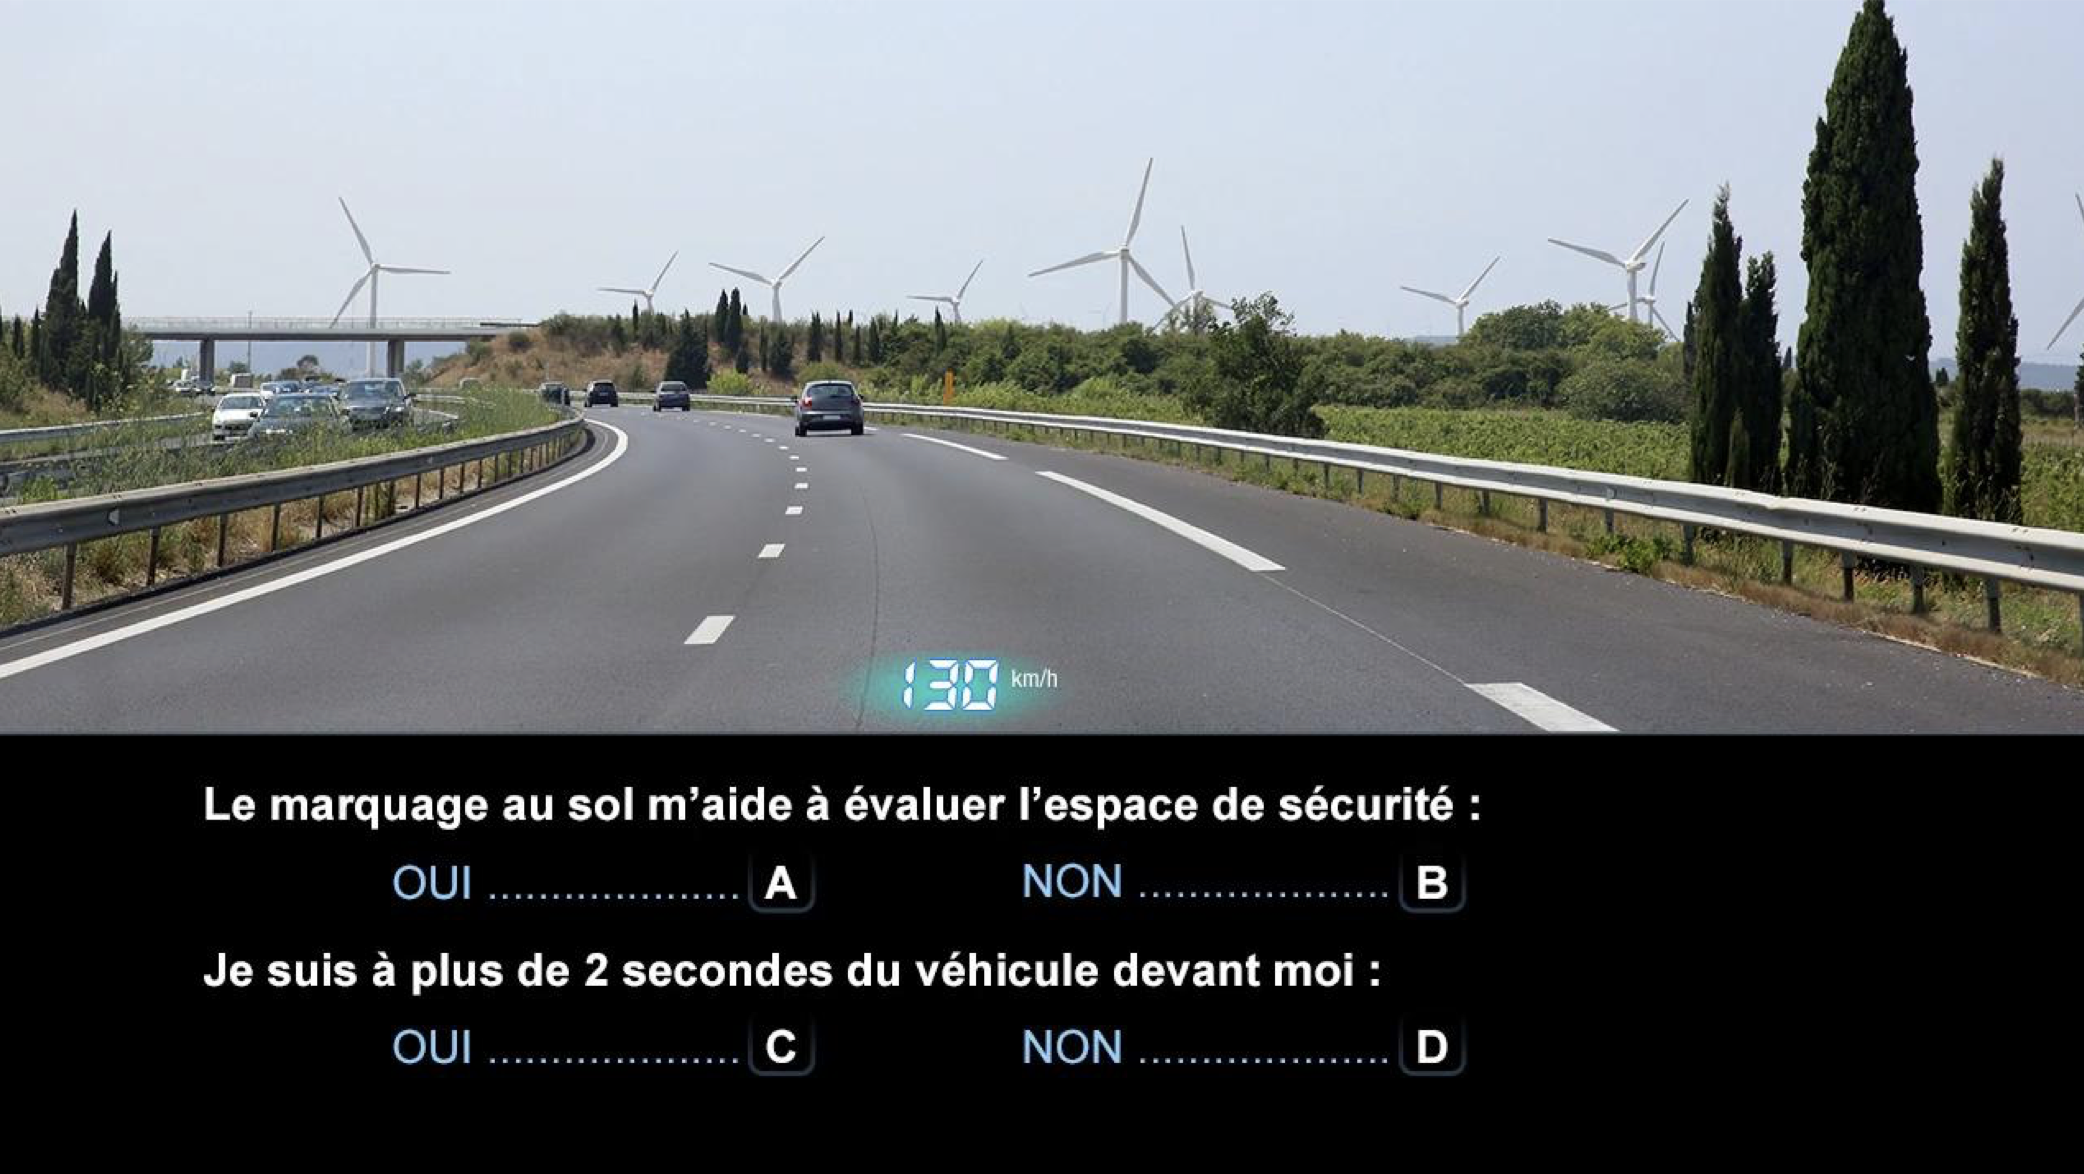 130 km/h
Le marquage au sol m’aide à évaluer l’espace de sécurité :
OUI .................... A NON .................... B
Je suis à plus de 2 secondes du véhicule devant moi :
OUI .................... C NON .................... D